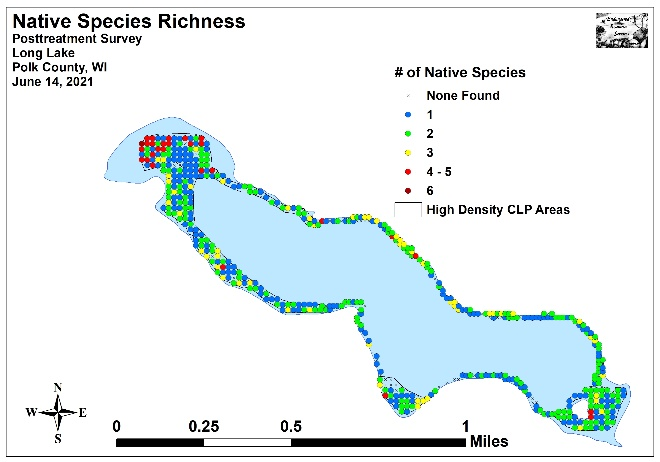 Native Species Richness
Posttreatment Survey
Long Lake
Polk County, WI
June 14, 2021
# of Native Species
None Found
1
2
3
4 - 5
6
High Density CLP Areas
N
W
E
S
0
0.25
0.5
1
Miles